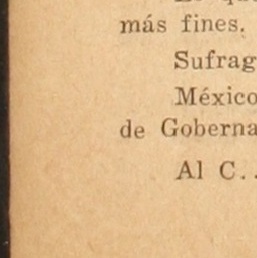 más fines.
Sufrag
México
de Goberna
Al C..